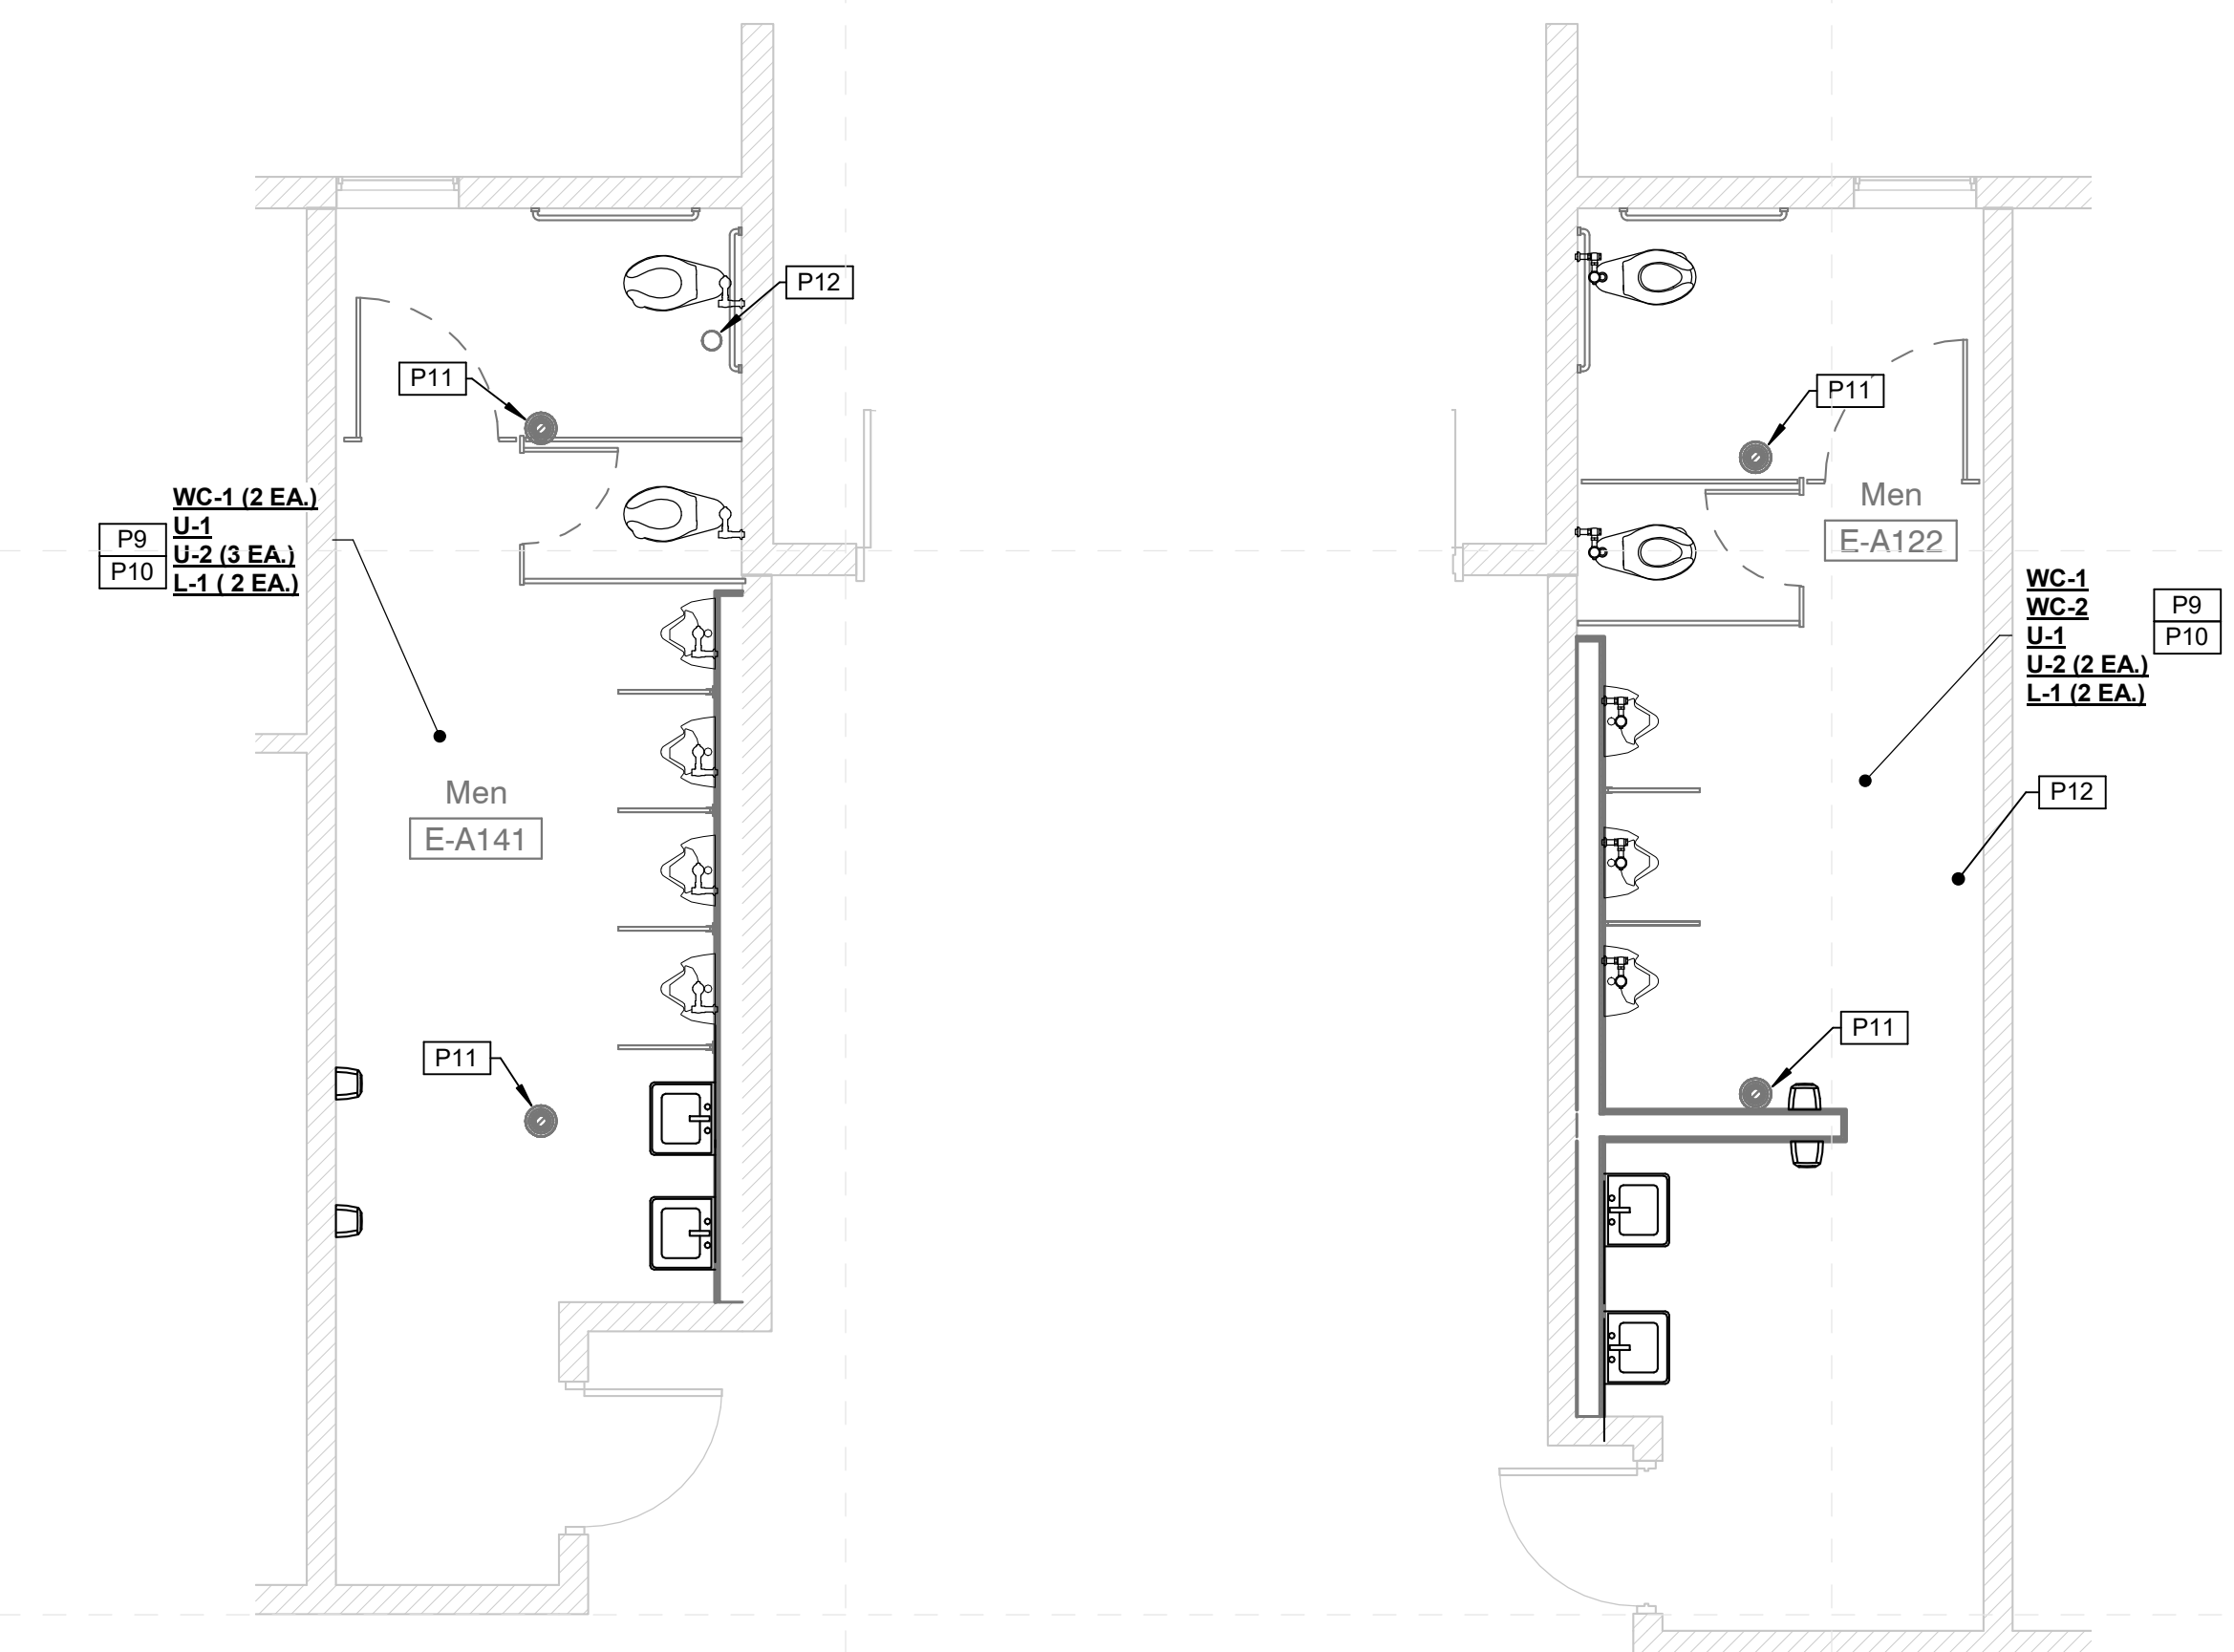 P12
P11
WC-1 (2 EA.)
U-1
U-2 (3 EA.)
L-1 ( 2 EA.)
P9
P10
Men
E-A141
P11
P11
Men
E-A122
WC-1
WC-2
U-1
U-2 (2 EA.)
L-1 (2 EA.)
P9
P10
P12
P11